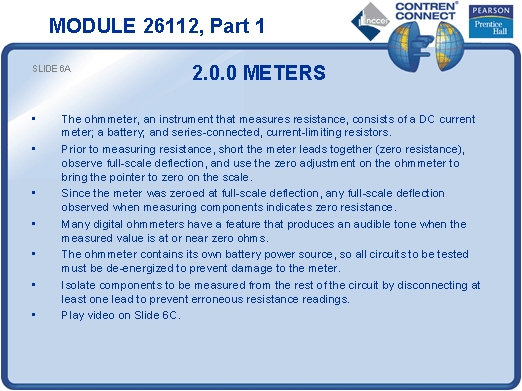 MODULE 26112, Part 1
nccer
CONTREN
CONNECT
PEARSON
Prentice
Hall
SLIDE 6A
2.0.0 METERS
• The ohmmeter, an instrument that measures resistance, consists of a DC current
meter; a battery; and series-connected, current-limiting resistors.
• Prior to measuring resistance, short the meter leads together (zero resistance),
observe full-scale deflection, and use the zero adjustment on the ohmmeter to
bring the pointer to zero on the scale.
• Since the meter was zeroed at full-scale deflection, any full-scale deflection
observed when measuring components indicates zero resistance.
• Many digital ohmmeters have a feature that produces an audible tone when the
measured value is at or near zero ohms.
• The ohmmeter contains its own battery power source, so all circuits to be tested
must be de-energized to prevent damage to the meter.
• Isolate components to be measured from the rest of the circuit by disconnecting at
least one lead to prevent erroneous resistance readings.
• Play video on Slide 6C.